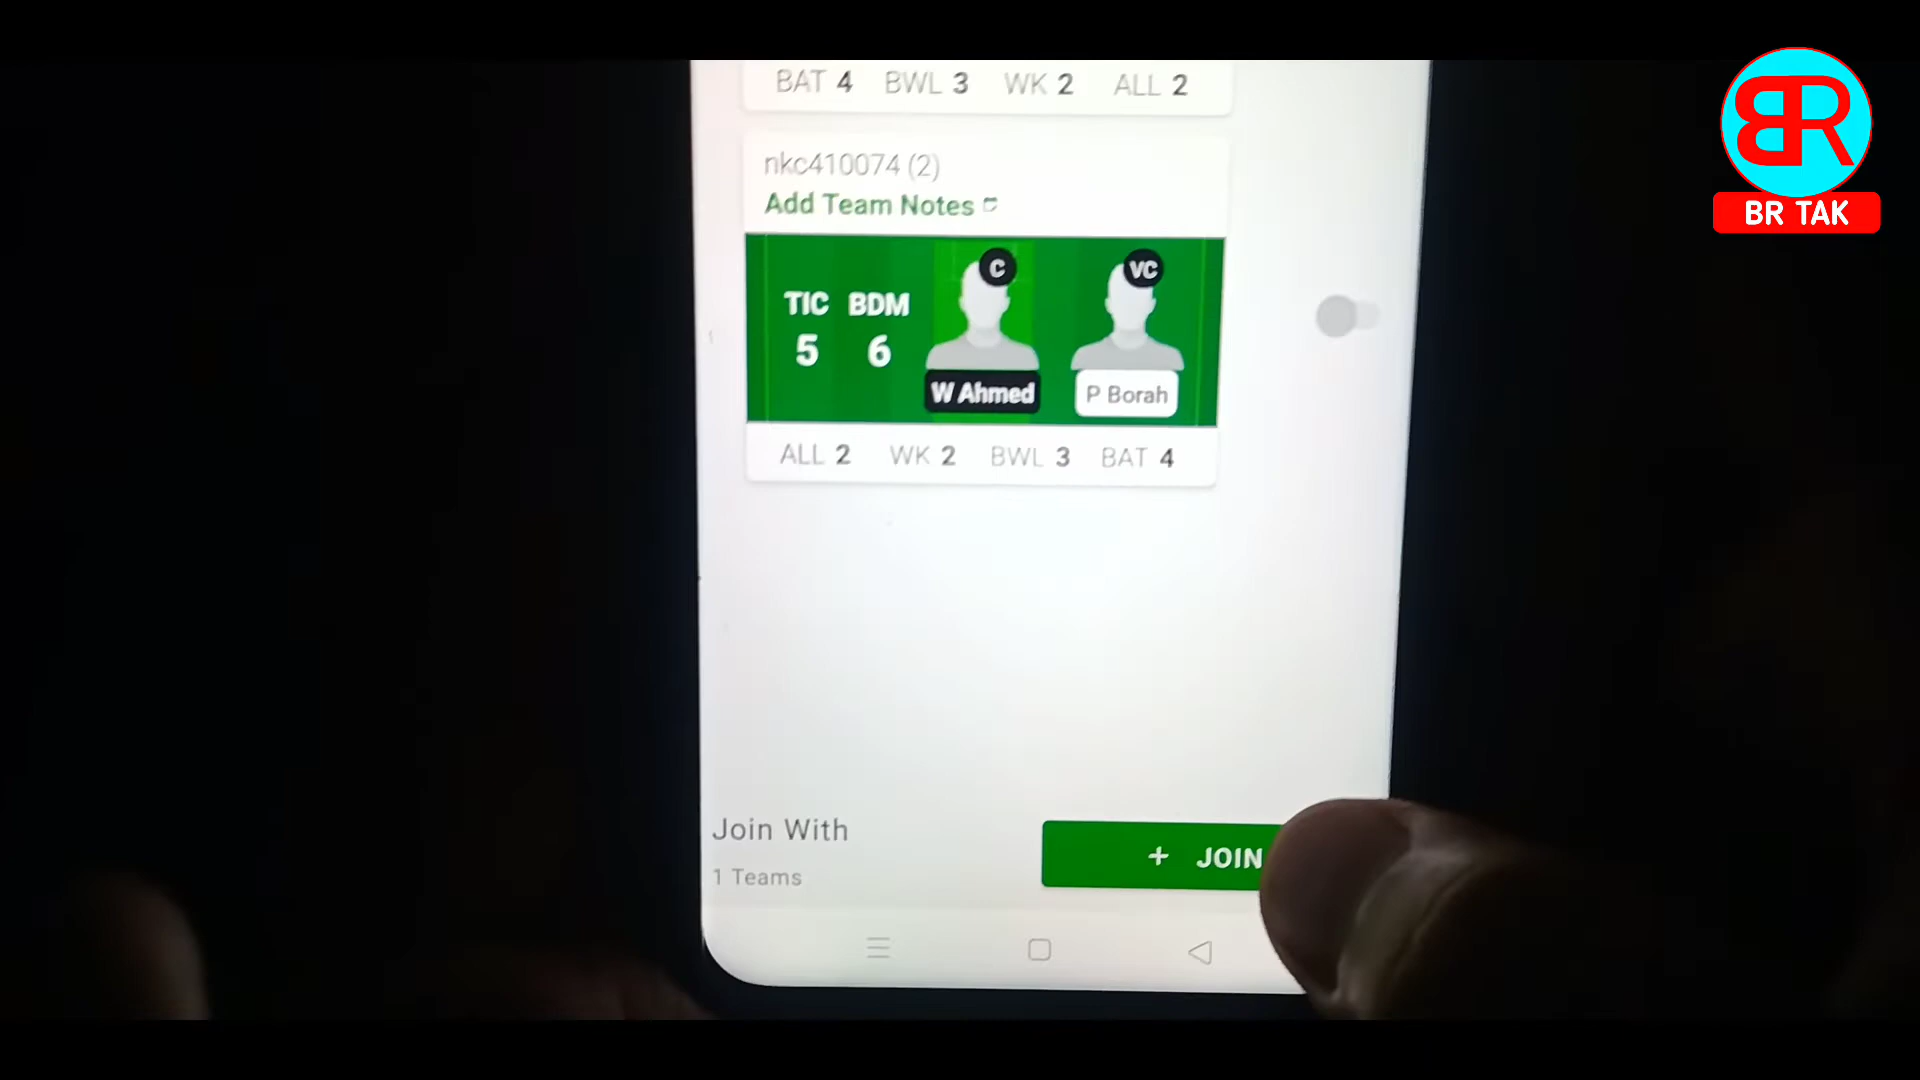 BAT 4 BWL 3 WK 2 ALL 2
nkc410074 (2)
Add Team Notes
C
VC
TIC BDM
5 6
W Ahmed
P Borah
ALL 2 WK 2 BWL 3 BAT 4
Join With
1 Teams
+ JOIN
BR
BR TAK